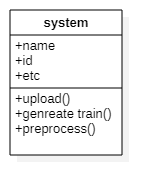 system
+name
+id
+etc
+upload()
+genreate train()
+preprocess()